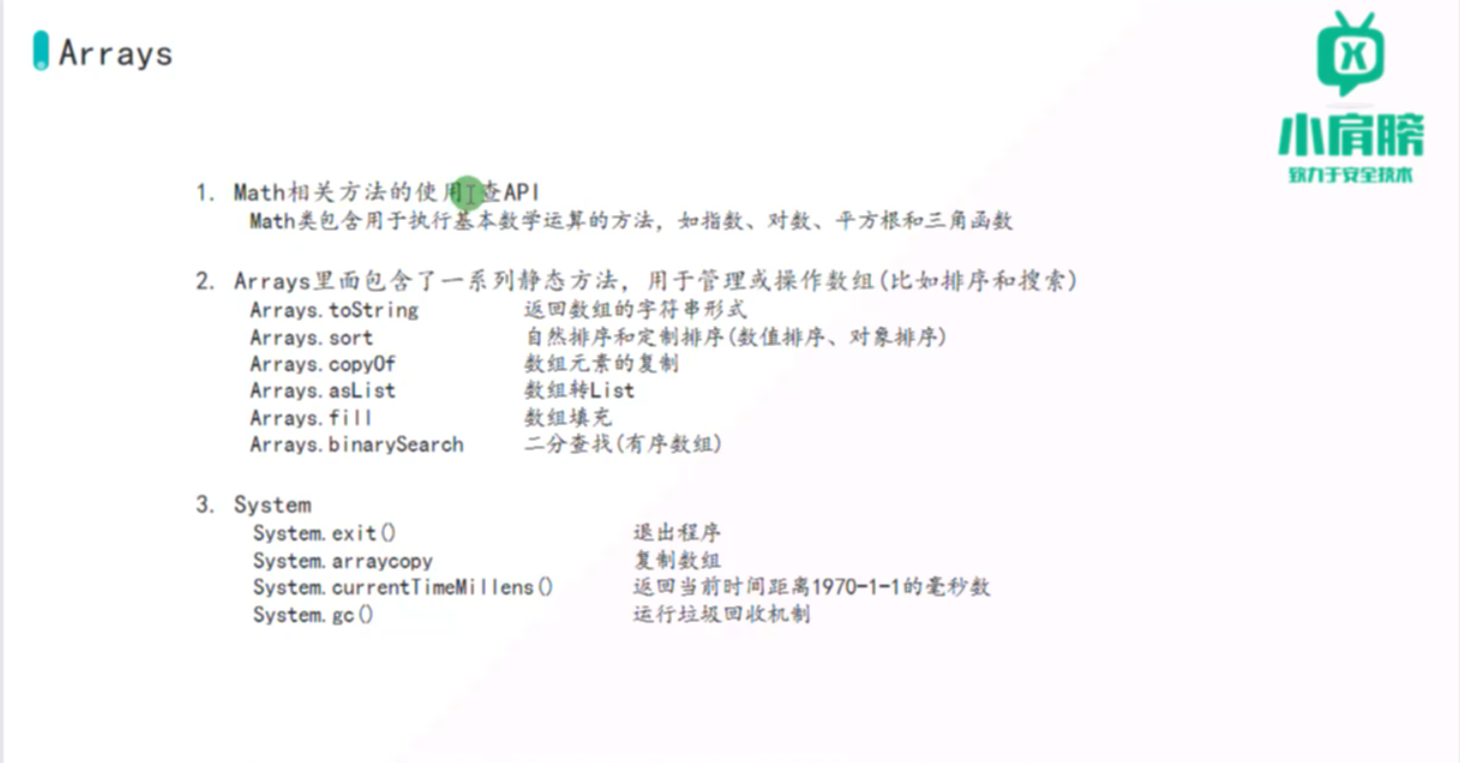 Arrays
小肩膀
致力于安全技术
1. Math相关方法的使用 查API
Math类包含用于执行基本数学运算的方法，如指数、对数、平方根和三角函数
2. Arrays里面包含了一系列静态方法，用于管理或操作数组(比如排序和搜索)
Arrays.toString 返回数组的字符串形式
Arrays.sort 自然排序和定制排序(数值排序、对象排序)
Arrays.copyOf 数组元素的复制
Arrays.asList 数组转List
Arrays.fill 数组填充
Arrays.binarySearch 二分查找(有序数组)
3. System
System.exit() 退出程序
System.arraycopy 复制数组
System.currentTimeMillens() 返回当前时间距离1970-1-1的毫秒数
System.gc() 运行垃圾回收机制